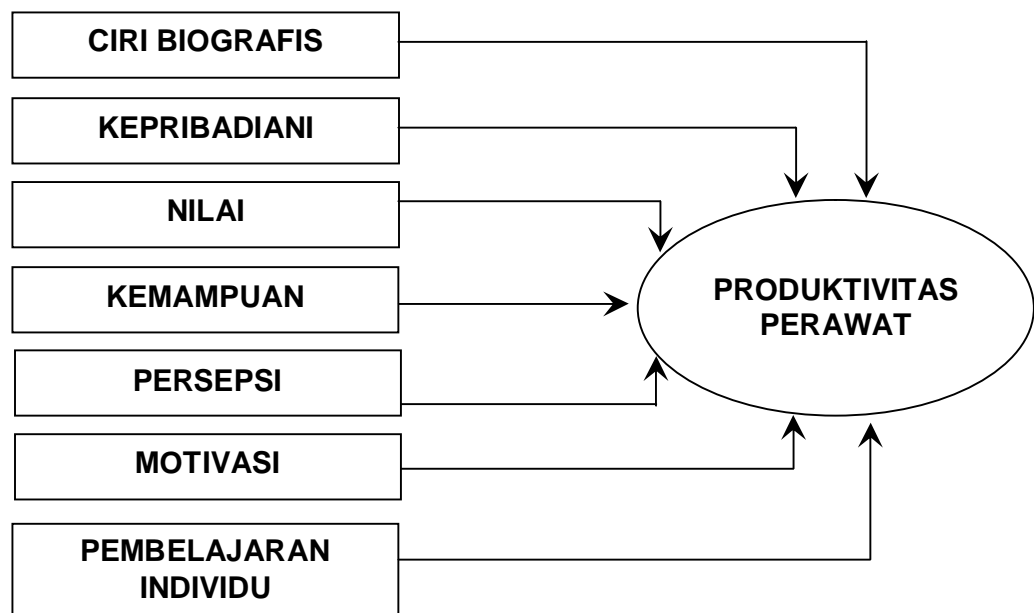 CIRI BIOGRAFIS
KEPRIBADIANI
NILAI
KEMAMPUAN
PERSEPSI
MOTIVASI
PEMBELAJARAN
INDIVIDU
PRODUKTIVITAS
PERAWAT